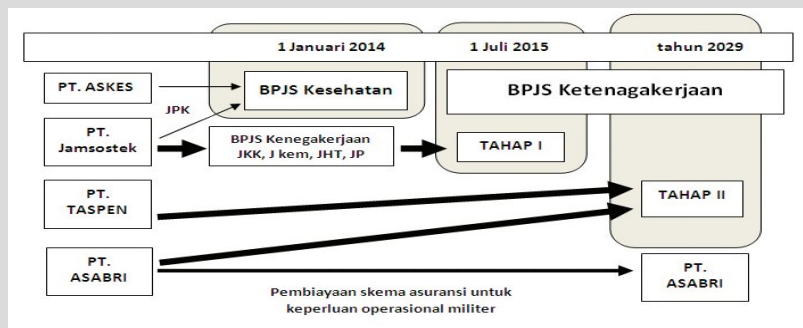 1 Januari 2014
1 Juli 2015
tahun 2029
PT. ASKES
JPK
BPJS Kesehatan
BPJS Ketenagakerjaan
PT.
Jamsostek
BPJS Kenegakerjaan
JKK, J kem, JHT, JP
TAHAP I
PT.
TASPEN
TAHAP II
PT.
ASABRI
PT.
ASABRI
Pembiayaan skema asuransi untuk
keperluan operasional militer